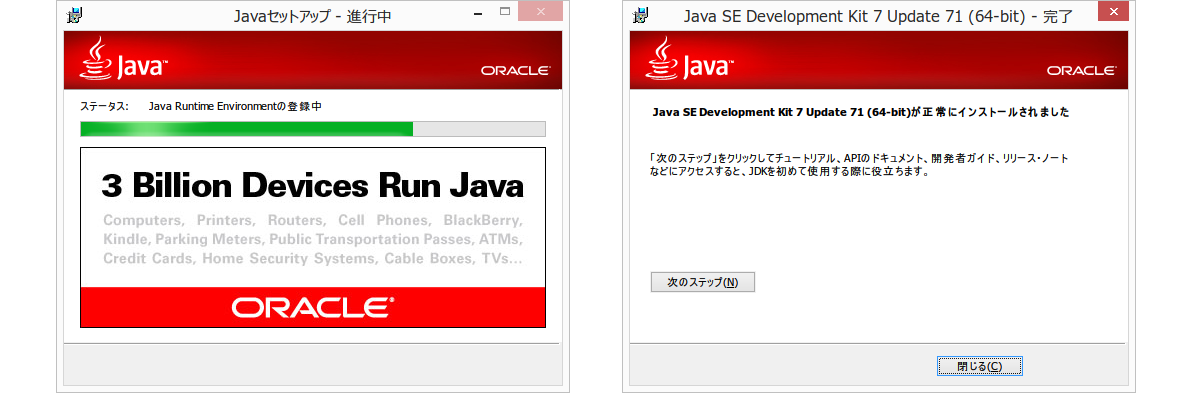 Javaセットアップ - 進行中
Java™
ORACLE®
ステータス: Java Runtime Environmentの登録中
3 Billion Devices Run Java
Computers, Printers, Routers, Cell Phones, BlackBerry,
Kindle, Parking Meters, Public Transportation Passes, ATMs,
Credit Cards, Home Security Systems, Cable Boxes, TVs...
ORACLE®
Java SE Development Kit 7 Update 71 (64-bit) - 完了
Java™
ORACLE®
Java SE Development Kit 7 Update 71 (64-bit)が正常にインストールされました
「次のステップ」をクリックしてチュートリアル、APIのドキュメント、開発者ガイド、リリース・ノート
などにアクセスすると、JDKを初めて使用する際に役立ちます。
次のステップ(N)
閉じる(C)